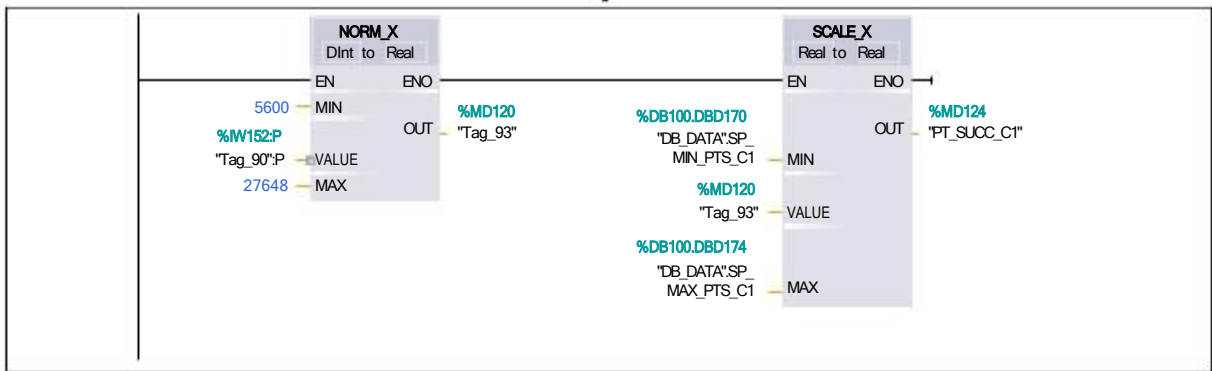 NORM_X
DInt to Real
EN ENO
5600 MIN
%MD120
OUT "Tag_93"
%IW152:P
"Tag_90":P VALUE
27648 MAX
SCALE_X
Real to Real
EN ENO
%DB100.DBD170
"DB_DATA".SP_
MIN_PTS_C1 MIN
%MD124
OUT "PT_SUCC_C1"
%MD120
"Tag_93" VALUE
%DB100.DBD174
"DB_DATA".SP_
MAX_PTS_C1 MAX